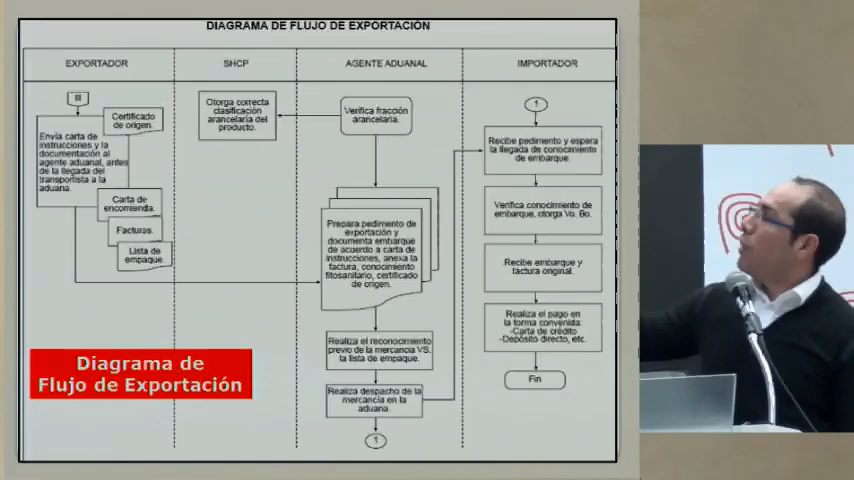 DIAGRAMA DE FLUJO DE EXPORTACIÓN
EXPORTADOR
SHCP
AGENTE ADUANAL
IMPORTADOR
III
Certificado
de origen.
Envía carta de
instrucciones y la
documentación al
agente aduanal, antes
de la llegada del
transportista a la
aduana.
Carta de
encomienda.
Facturas.
Lista de
empaque.
Otorga correcta
clasificación
arancelaria del
producto.
Verifica fracción
arancelaria.
Prepara pedimento de
exportación y
documenta embarque
de acuerdo a carta de
instrucciones, anexa la
factura, conocimiento
fitosanitario, certificado
de origen.
Realiza el reconocimiento
previo de la mercancía VS.
la lista de empaque.
Realiza despacho de la
mercancía en la
aduana.
1
1
Recibe pedimento y espera
la llegada de conocimiento
de embarque.
Verifica conocimiento de
embarque, otorga Vo. Bo.
Recibe embarque y
factura original.
Realiza el pago en
la forma convenida:
-Carta de crédito
-Depósito directo, etc.
Fin
Diagrama de
Flujo de Exportación